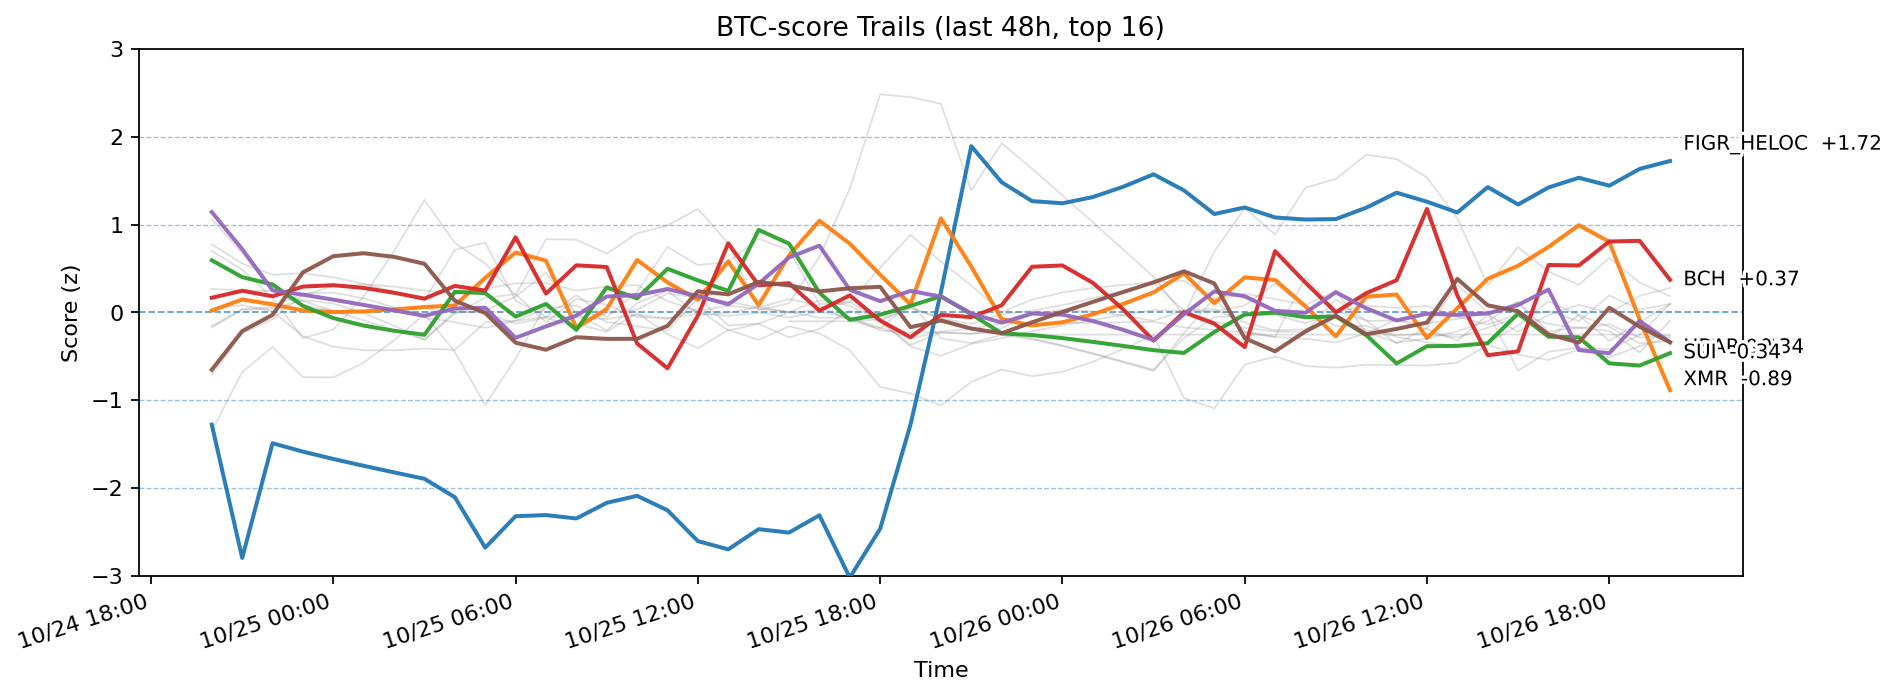 BTC-score Trails (last 48h, top 16)
Score (z)
3
2
1
0
−1
−2
−3
FIGR_HELOC +1.72
BCH +0.37
SUI -0.34
XMR -0.89
10/24 18:00
10/25 00:00
10/25 06:00
10/25 12:00
10/25 18:00
10/26 00:00
10/26 06:00
10/26 12:00
10/26 18:00
Time